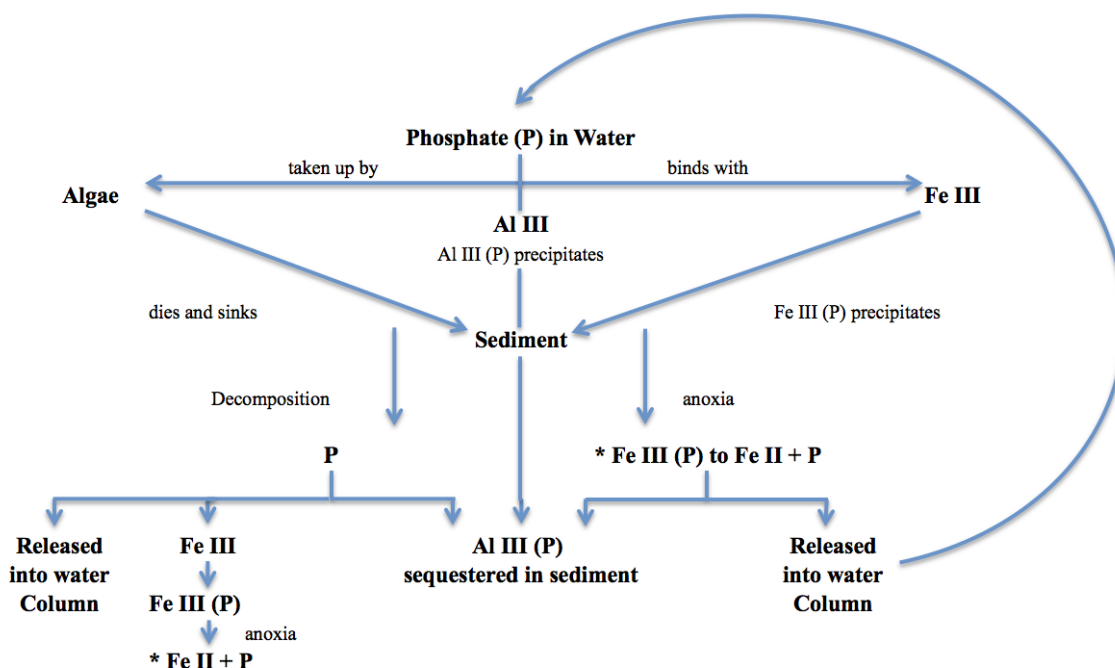 Phosphate (P) in Water
taken up by
binds with
Algae
Fe III
Al III
Al III (P) precipitates
dies and sinks
Fe III (P) precipitates
Sediment
Decomposition
anoxia
P
* Fe III (P) to Fe II + P
Released
into water
Column
Fe III
Al III (P)
sequestered in sediment
Released
into water
Column
Fe III (P)
anoxia
* Fe II + P